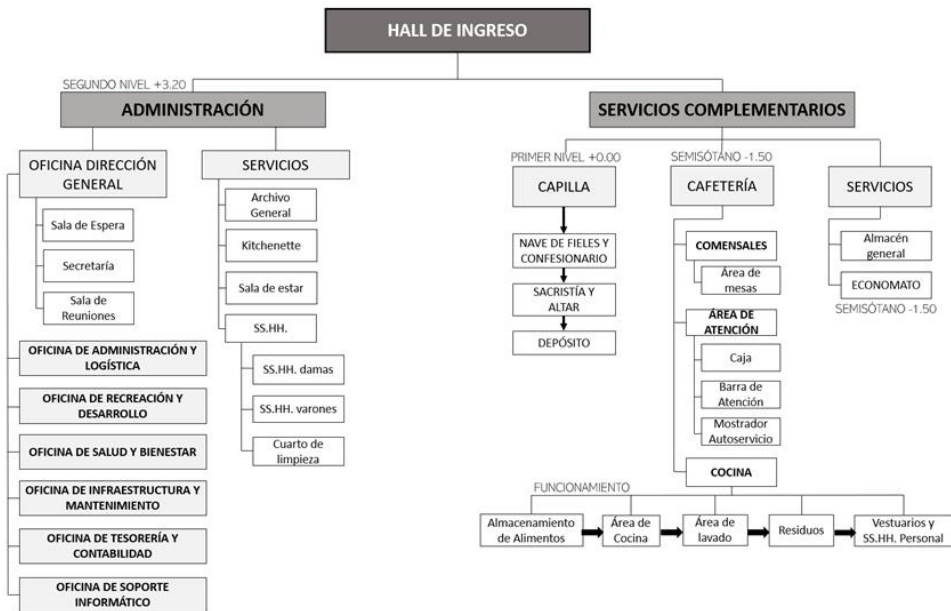 HALL DE INGRESO
SEGUNDO NIVEL +3.20
ADMINISTRACIÓN
OFICINA DIRECCIÓN
GENERAL
Sala de Espera
Secretaría
Sala de
Reuniones
OFICINA DE ADMINISTRACIÓN Y
LOGÍSTICA
OFICINA DE RECREACIÓN Y
DESARROLLO
OFICINA DE SALUD Y BIENESTAR
OFICINA DE INFRAESTRUCTURA Y
MANTENIMIENTO
OFICINA DE TESORERÍA Y
CONTABILIDAD
OFICINA DE SOPORTE
INFORMÁTICO
SERVICIOS
Archivo
General
Kitchenette
Sala de estar
SS.HH.
SS.HH. damas
SS.HH. varones
Cuarto de
limpieza
SERVICIOS COMPLEMENTARIOS
PRIMER NIVEL +0.00
CAPILLA
NAVE DE FIELES Y
CONFESIONARIO
SACRISTÍA Y
ALTAR
DEPÓSITO
SEMISÓTANO -1.50
CAFETERÍA
COMENSALES
Área de
mesas
ÁREA DE
ATENCIÓN
Caja
Barra de
Atención
Mostrador
Autoservicio
COCINA
FUNCIONAMIENTO
Almacenamiento
de Alimentos
Área de
Cocina
Área de
lavado
Residuos
Vestuarios y
SS.HH. Personal
SERVICIOS
Almacén
general
ECONOMATO
SEMISÓTANO -1.50